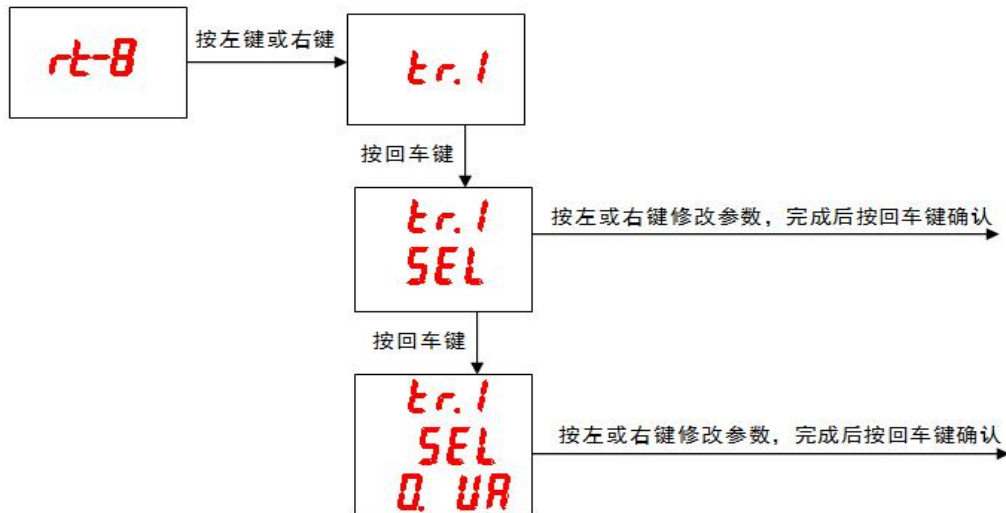 rt-8
按左键或右键
tr.1
按回车键
tr.1
SEL
按左或右键修改参数，完成后按回车键确认
按回车键
tr.1
SEL
0. UA
按左或右键修改参数，完成后按回车键确认